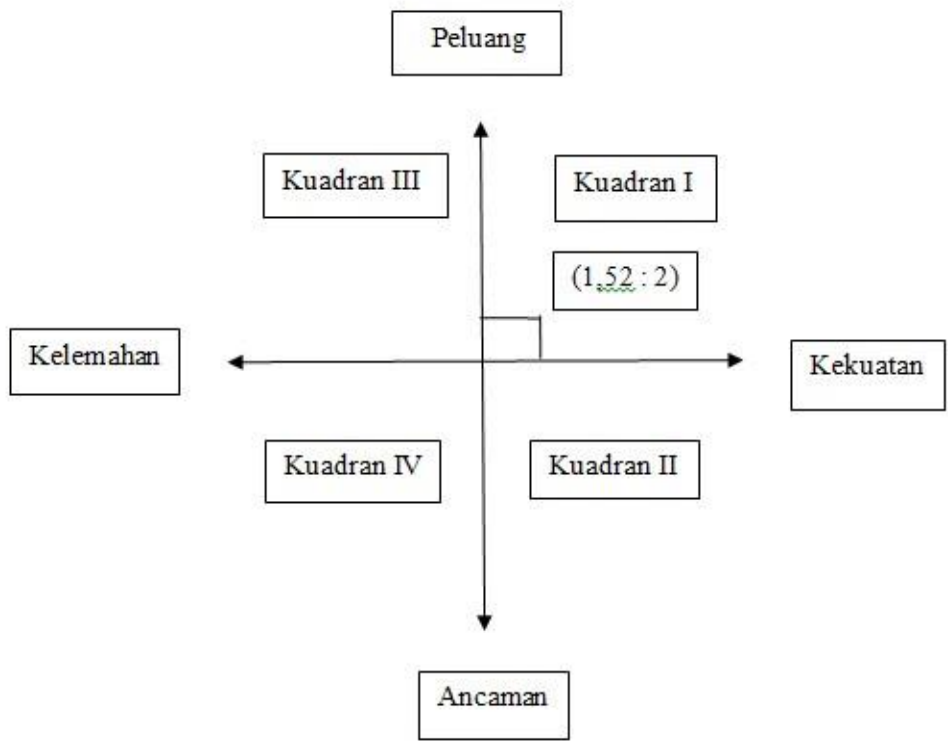 Peluang
Kuadran III
Kuadran I
(1,52 : 2)
Kelemahan
Kekuatan
Kuadran IV
Kuadran II
Ancaman